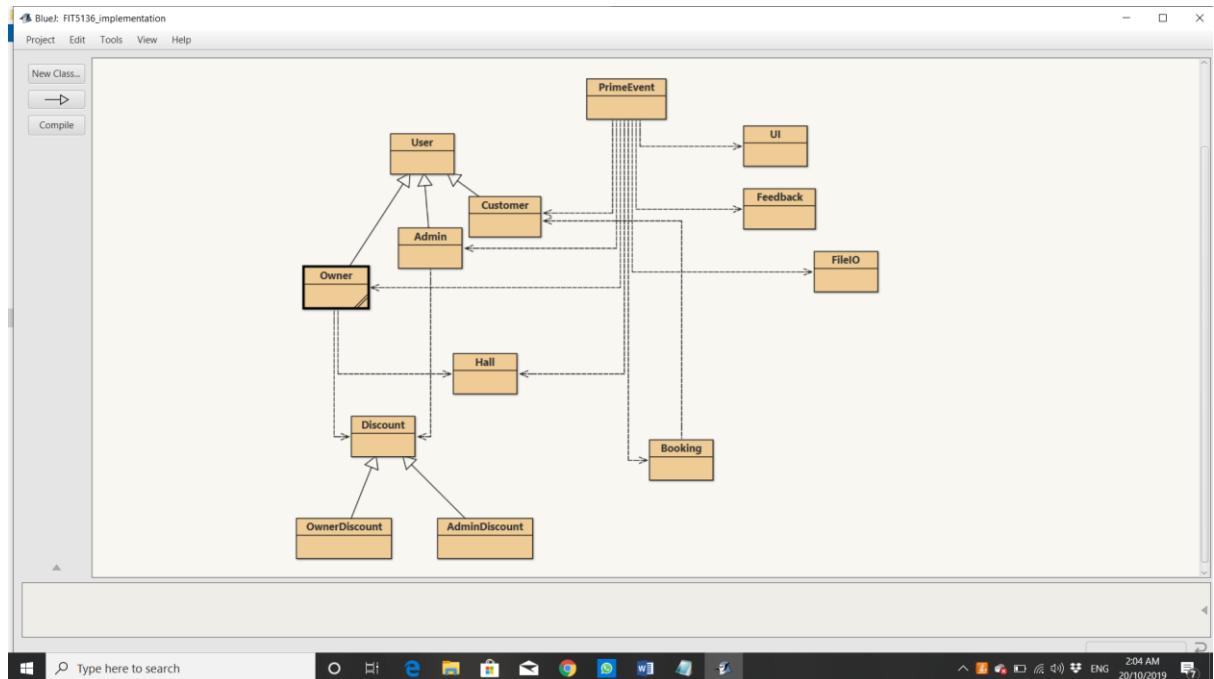 BlueJ: FIT5136_implementation
Project Edit Tools View Help
New Class...
Compile
PrimeEvent
User
UI
Customer
Feedback
Admin
FileIO
Owner
Hall
Discount
Booking
OwnerDiscount
AdminDiscount
Type here to search
ENG
2:04 AM
20/10/2019
7